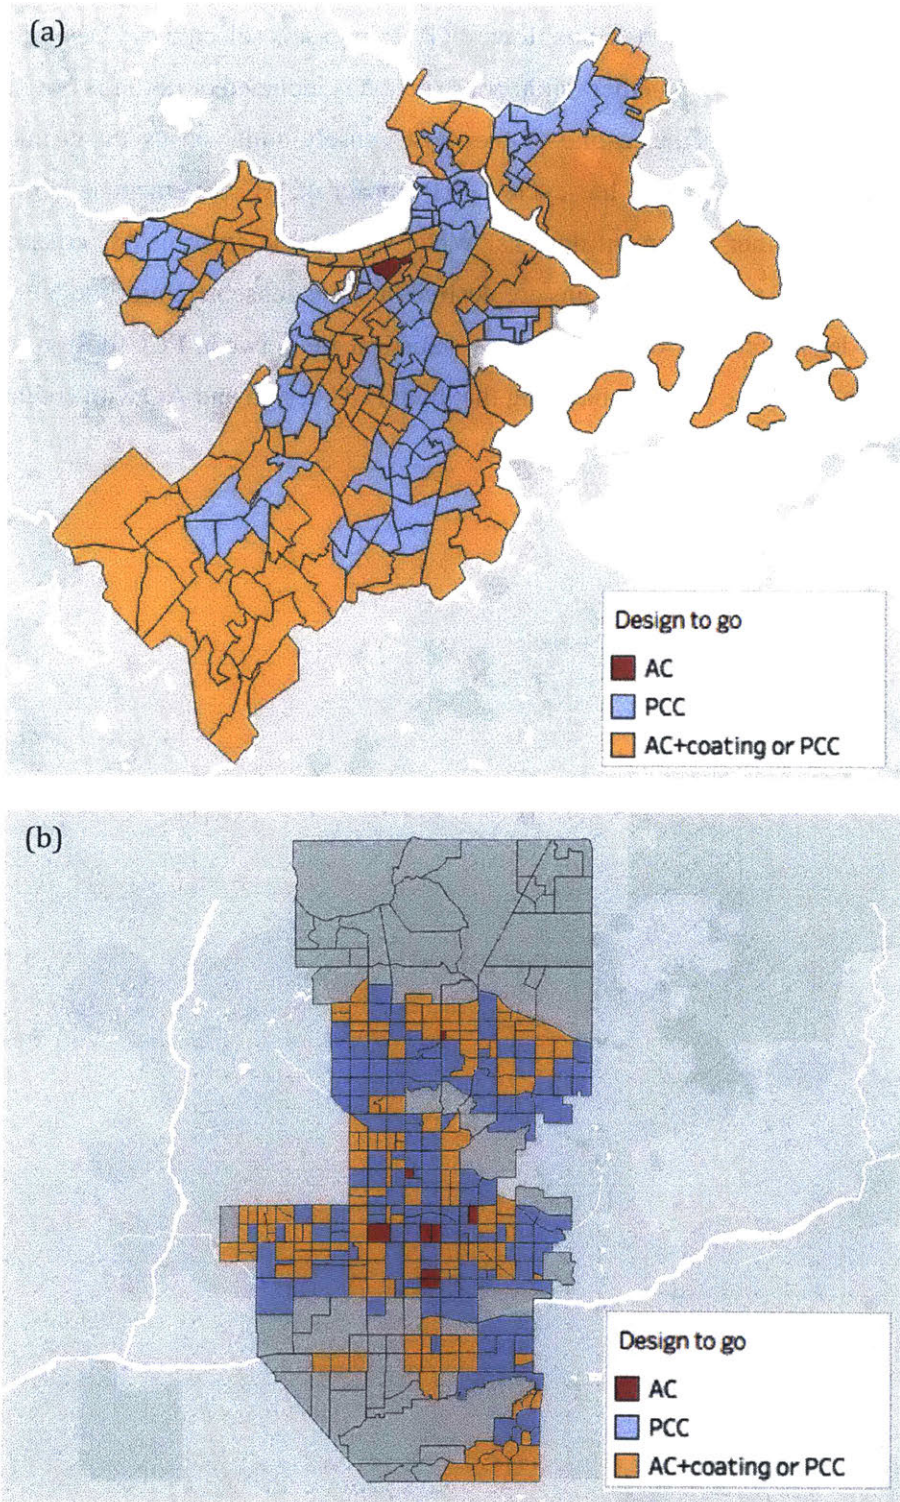 (a)
Design to go
AC
PCC
AC+coating or PCC
(b)
Design to go
AC
PCC
AC+coating or PCC